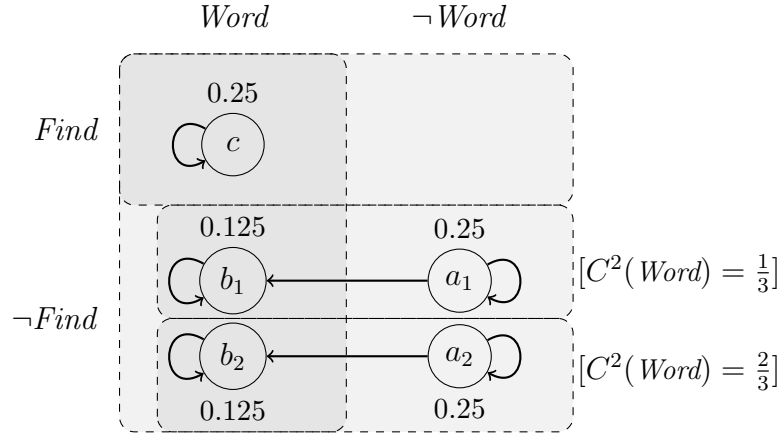 Word ¬Word
Find
0.25
c
0.125 0.25
b₁ a₁ [C²(Word) = 1/3]
¬Find
b₂ a₂ [C²(Word) = 2/3]
0.125 0.25